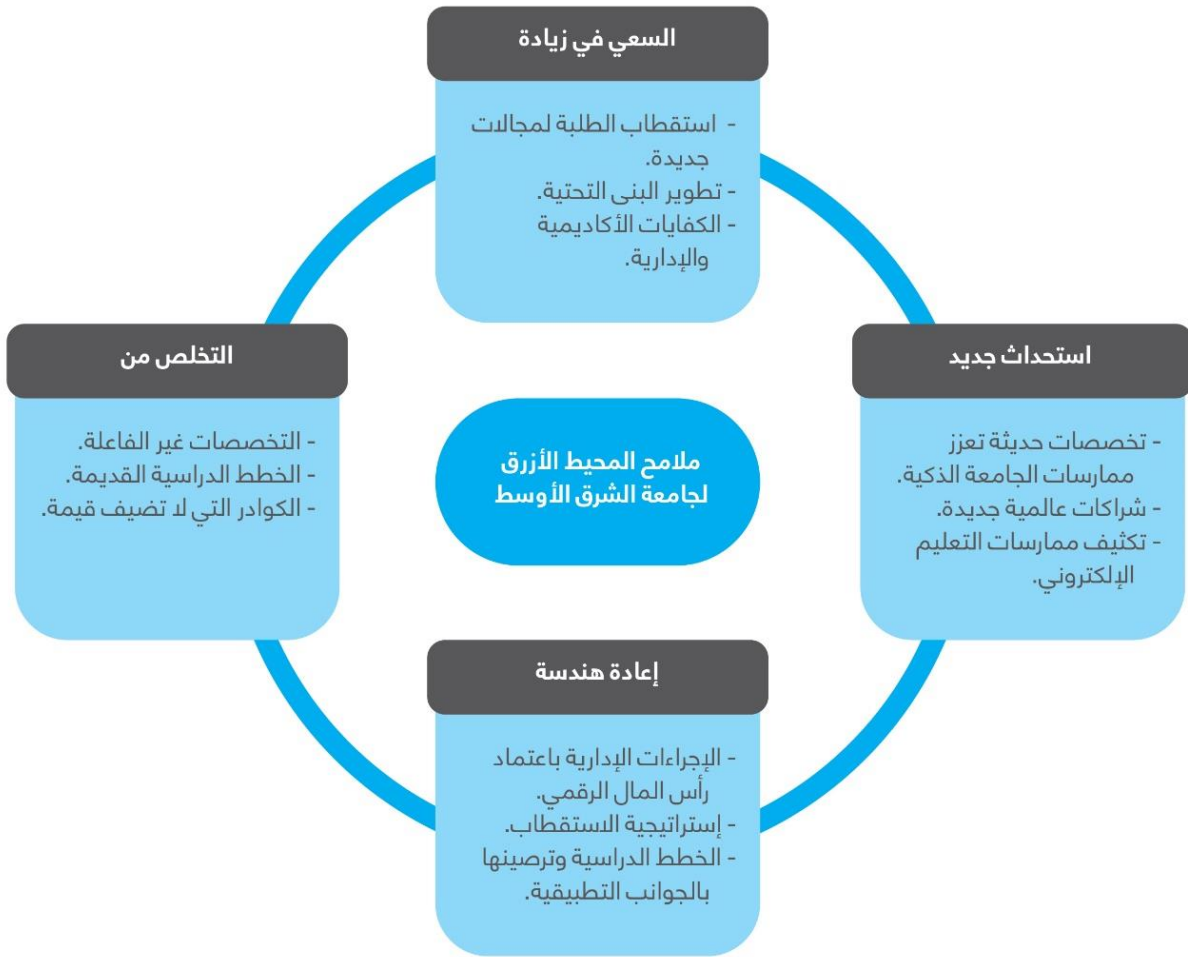 السعي في زيادة
- استقطاب الطلبة لمجالات
جديدة.
- تطوير البنى التحتية.
- الكفايات الأكاديمية
والإدارية.
استحداث جديد
- تخصصات حديثة تعزز
ممارسات الجامعة الذكية.
- شراكات عالمية جديدة.
- تكثيف ممارسات التعليم
الإلكتروني.
ملامح المحيط الأزرق
لجامعة الشرق الأوسط
التخلص من
- التخصصات غير الفاعلة.
- الخطط الدراسية القديمة.
- الكوادر التي لا تضيف قيمة.
إعادة هندسة
- الإجراءات الإدارية باعتماد
رأس المال الرقمي.
- إستراتيجية الاستقطاب.
- الخطط الدراسية وترصينها
بالجوانب التطبيقية.